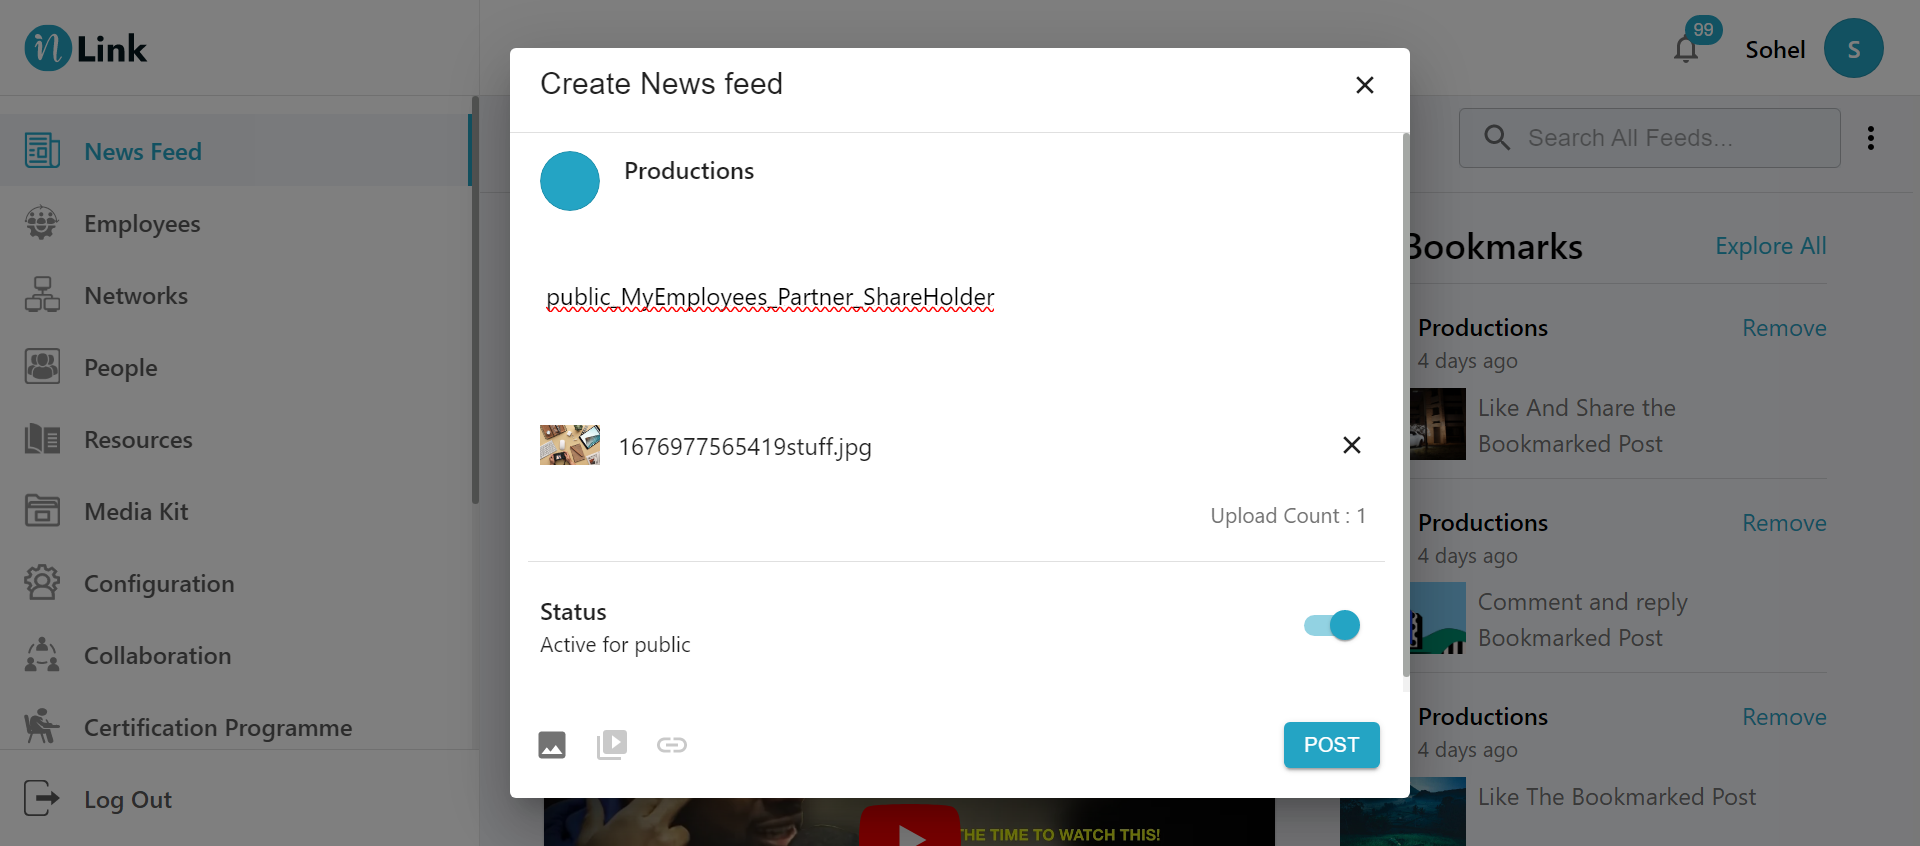 n Link
99
Sohel
S
News Feed
Employees
Networks
People
Resources
Media Kit
Configuration
Collaboration
Certification Programme
Log Out
Create News feed
Productions
public_MyEmployees_Partner_ShareHolder
1676977565419stuff.jpg
Upload Count : 1
Status
Active for public
POST
THE TIME TO WATCH THIS!
Search All Feeds...
Bookmarks
Explore All
Productions
Remove
4 days ago
Like And Share the
Bookmarked Post
Productions
Remove
4 days ago
Comment and reply
Bookmarked Post
Productions
Remove
4 days ago
Like The Bookmarked Post